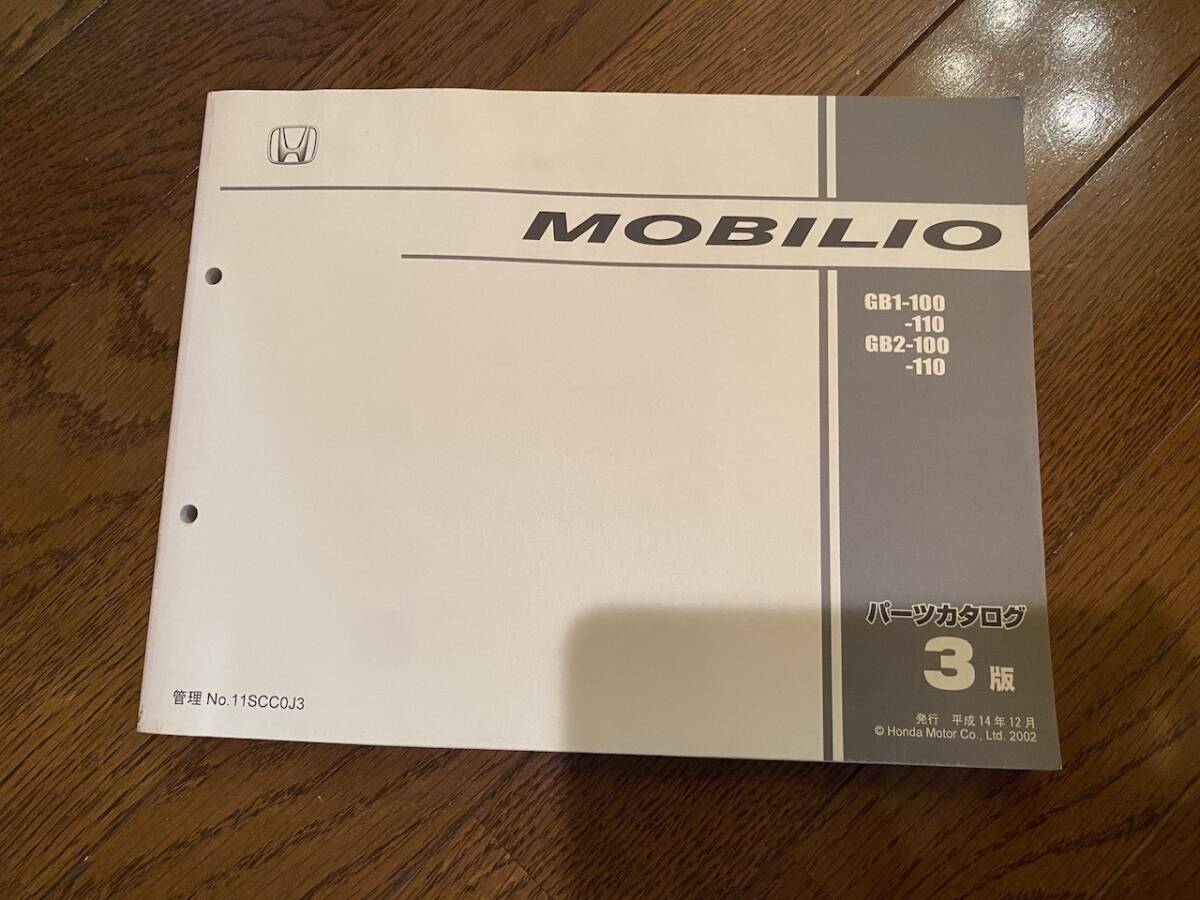 MOBILIO
GB1-100
-110
GB2-100
-110
パーツカタログ
3版
発行 平成14年12月
© Honda Motor Co., Ltd. 2002
管理 No.11SCC0J3